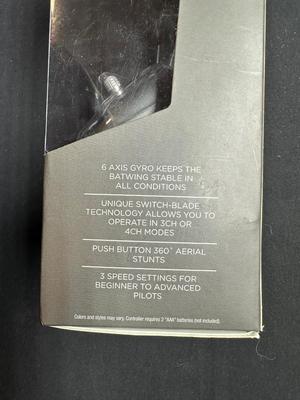 6 AXIS GYRO KEEPS THE
BATWING STABLE IN
ALL CONDITIONS
UNIQUE SWITCH-BLADE
TECHNOLOGY ALLOWS YOU TO
OPERATE IN 3CH OR
4CH MODES
PUSH BUTTON 360° AERIAL
STUNTS
3 SPEED SETTINGS FOR
BEGINNER TO ADVANCED
PILOTS
Colors and styles may vary. Controller requires 2 "AAA" batteries (not included).